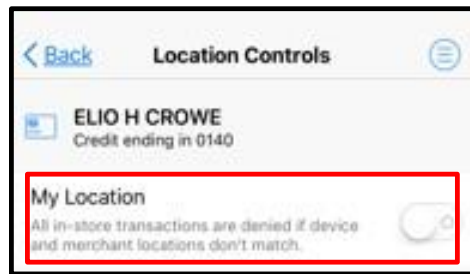 Back Location Controls
ELIO H CROWE
Credit ending in 0140
My Location
All in-store transactions are denied if device
and merchant locations don't match.